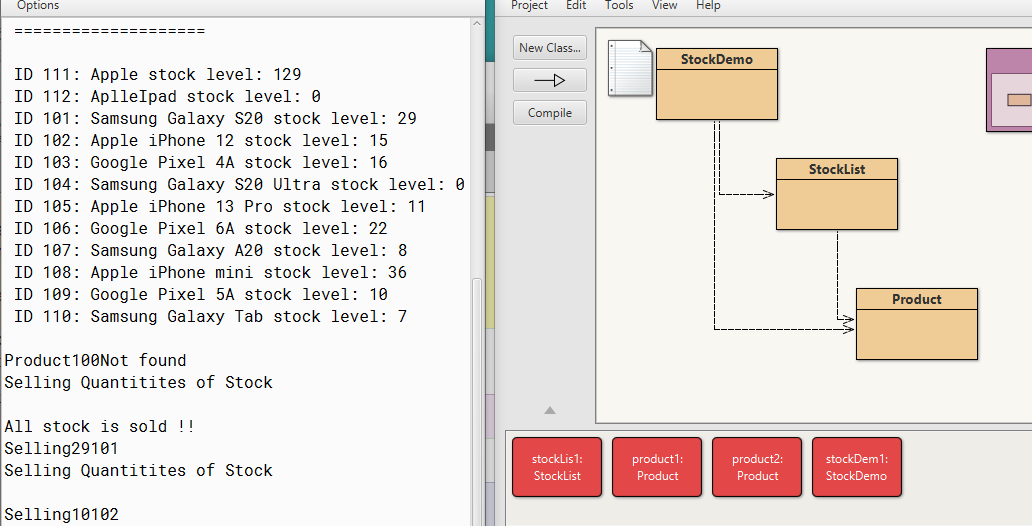 Options
====================
ID 111: Apple stock level: 129
ID 112: AplleIpad stock level: 0
ID 101: Samsung Galaxy S20 stock level: 29
ID 102: Apple iPhone 12 stock level: 15
ID 103: Google Pixel 4A stock level: 16
ID 104: Samsung Galaxy S20 Ultra stock level: 0
ID 105: Apple iPhone 13 Pro stock level: 11
ID 106: Google Pixel 6A stock level: 22
ID 107: Samsung Galaxy A20 stock level: 8
ID 108: Apple iPhone mini stock level: 36
ID 109: Google Pixel 5A stock level: 10
ID 110: Samsung Galaxy Tab stock level: 7
Product100Not found
Selling Quantitites of Stock
All stock is sold !!
Selling29101
Selling Quantitites of Stock
Selling10102
Project Edit Tools View Help
New Class...
Compile
StockDemo
StockList
Product
stockLis1:
StockList
product1:
Product
product2:
Product
stockDem1:
StockDemo